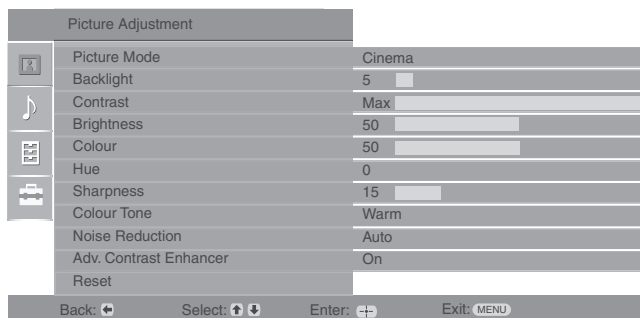 Picture Adjustment
Picture Mode Cinema
Backlight 5
Contrast Max
Brightness 50
Colour 50
Hue 0
Sharpness 15
Colour Tone Warm
Noise Reduction Auto
Adv. Contrast Enhancer On
Reset
Back: Select: Enter: Exit: MENU